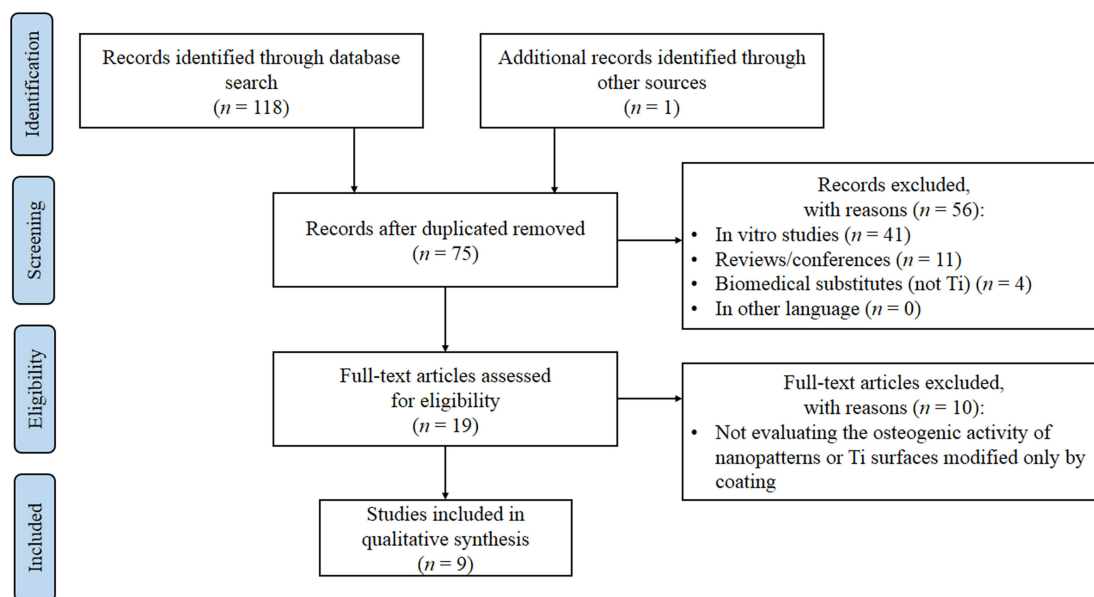 Identification
Records identified through database
search
(n = 118)
Additional records identified through
other sources
(n = 1)
Screening
Records after duplicated removed
(n = 75)
Records excluded,
with reasons (n = 56):
• In vitro studies (n = 41)
• Reviews/conferences (n = 11)
• Biomedical substitutes (not Ti) (n = 4)
• In other language (n = 0)
Eligibility
Full-text articles assessed
for eligibility
(n = 19)
Full-text articles excluded,
with reasons (n = 10):
• Not evaluating the osteogenic activity of
nanopatterns or Ti surfaces modified only by
coating
Included
Studies included in
qualitative synthesis
(n = 9)